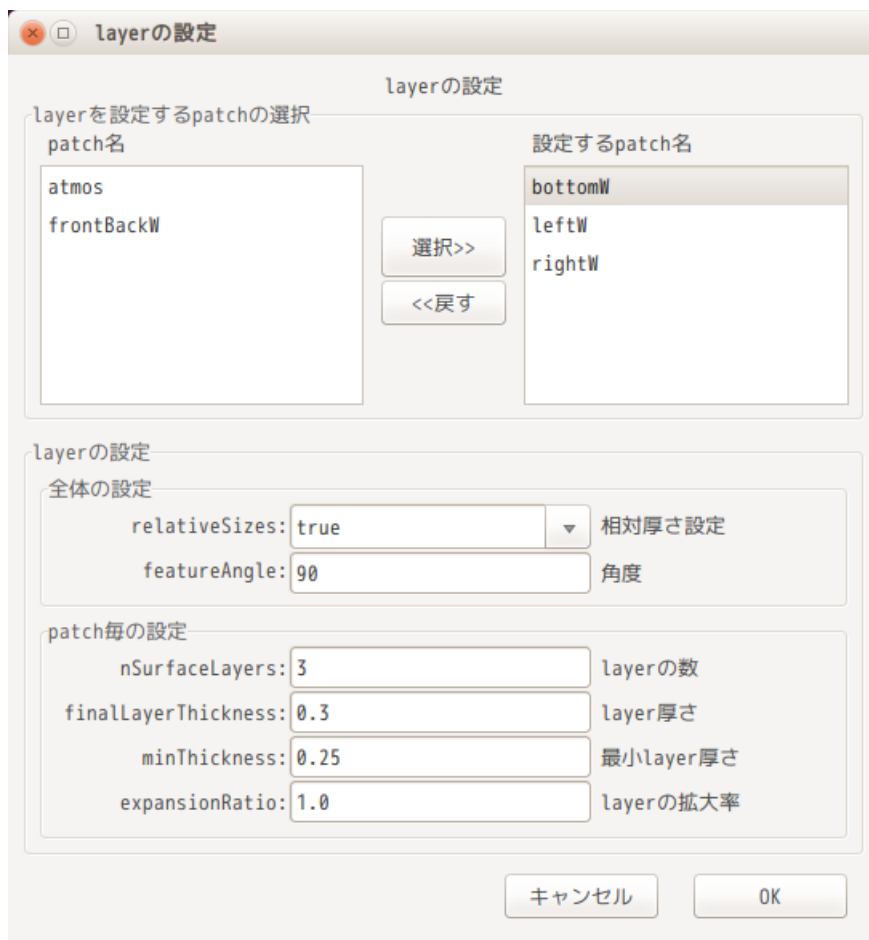 layerの設定
layerの設定
layerを設定するpatchの選択
patch名
設定するpatch名
atmos
frontBackW
選択>>
<<戻す
bottomW
leftW
rightW
layerの設定
全体の設定
relativeSizes: true 相対厚さ設定
featureAngle: 90 角度
patch毎の設定
nSurfaceLayers: 3 layerの数
finalLayerThickness: 0.3 layer厚さ
minThickness: 0.25 最小layer厚さ
expansionRatio: 1.0 layerの拡大率
キャンセル OK